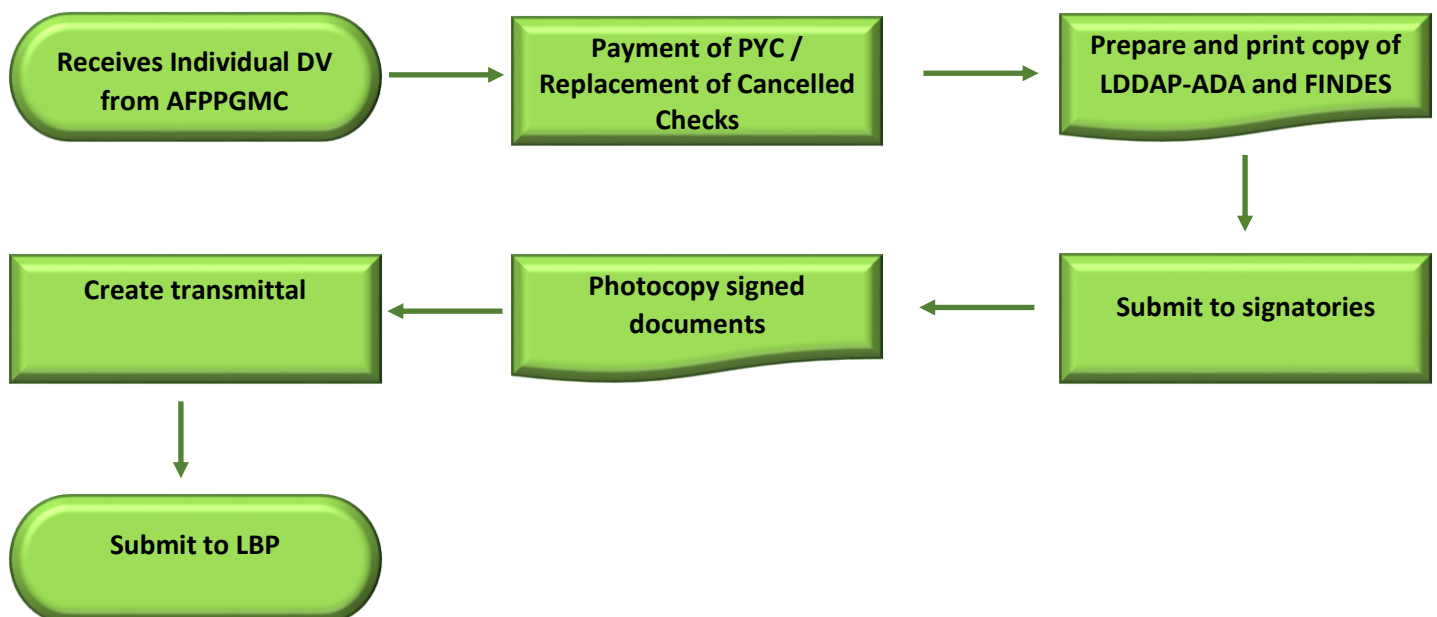 Receives Individual DV
from AFPPGMC
Payment of PYC /
Replacement of Cancelled
Checks
Prepare and print copy of
LDDAP-ADA and FINDES
Submit to signatories
Photocopy signed
documents
Create transmittal
Submit to LBP